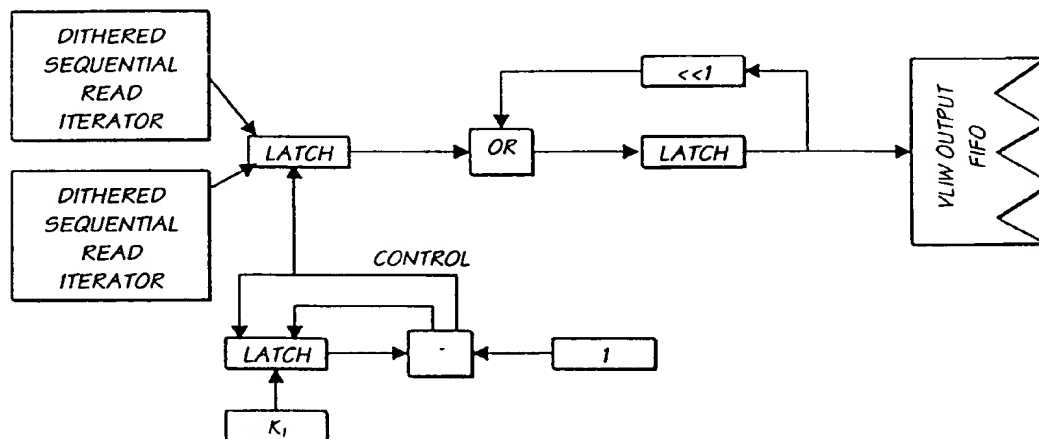 DITHERED
SEQUENTIAL
READ
ITERATOR
<<1
OR
LATCH
LATCH
VLIW OUTPUT
FIFO
DITHERED
SEQUENTIAL
READ
ITERATOR
CONTROL
LATCH
-
1
K₁